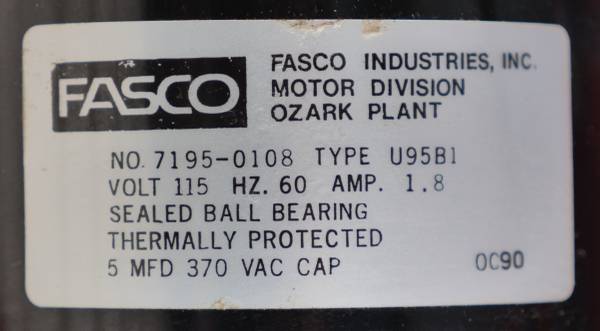 FASCO
FASCO INDUSTRIES, INC.
MOTOR DIVISION
OZARK PLANT
NO. 7195-0108 TYPE U95B1
VOLT 115 HZ. 60 AMP. 1.8
SEALED BALL BEARING
THERMALLY PROTECTED
5 MFD 370 VAC CAP OC90